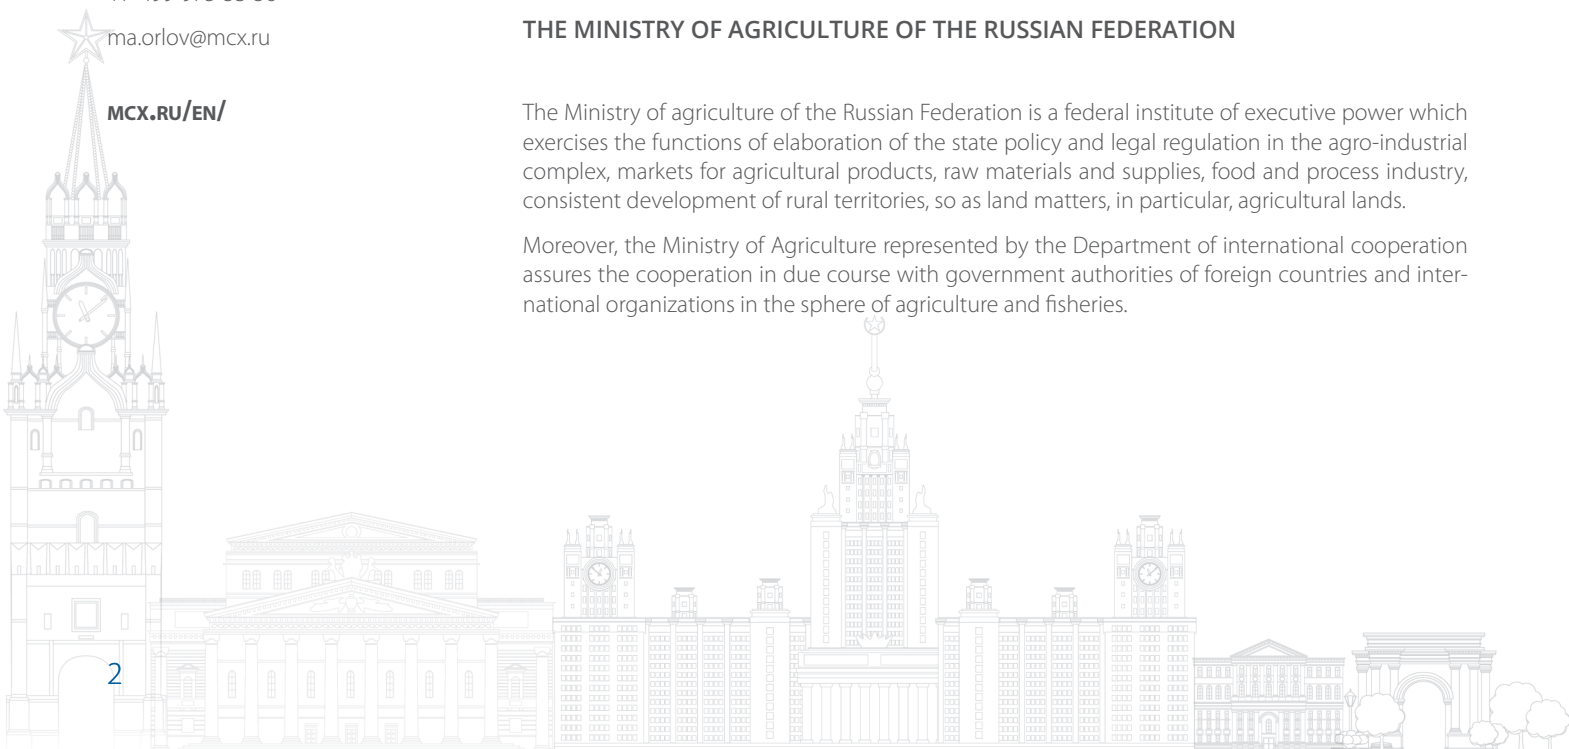 ma.orlov@mcx.ru
MCX.RU/EN/
THE MINISTRY OF AGRICULTURE OF THE RUSSIAN FEDERATION
The Ministry of agriculture of the Russian Federation is a federal institute of executive power which
exercises the functions of elaboration of the state policy and legal regulation in the agro-industrial
complex, markets for agricultural products, raw materials and supplies, food and process industry,
consistent development of rural territories, so as land matters, in particular, agricultural lands.
Moreover, the Ministry of Agriculture represented by the Department of international cooperation
assures the cooperation in due course with government authorities of foreign countries and inter-
national organizations in the sphere of agriculture and fisheries.
2